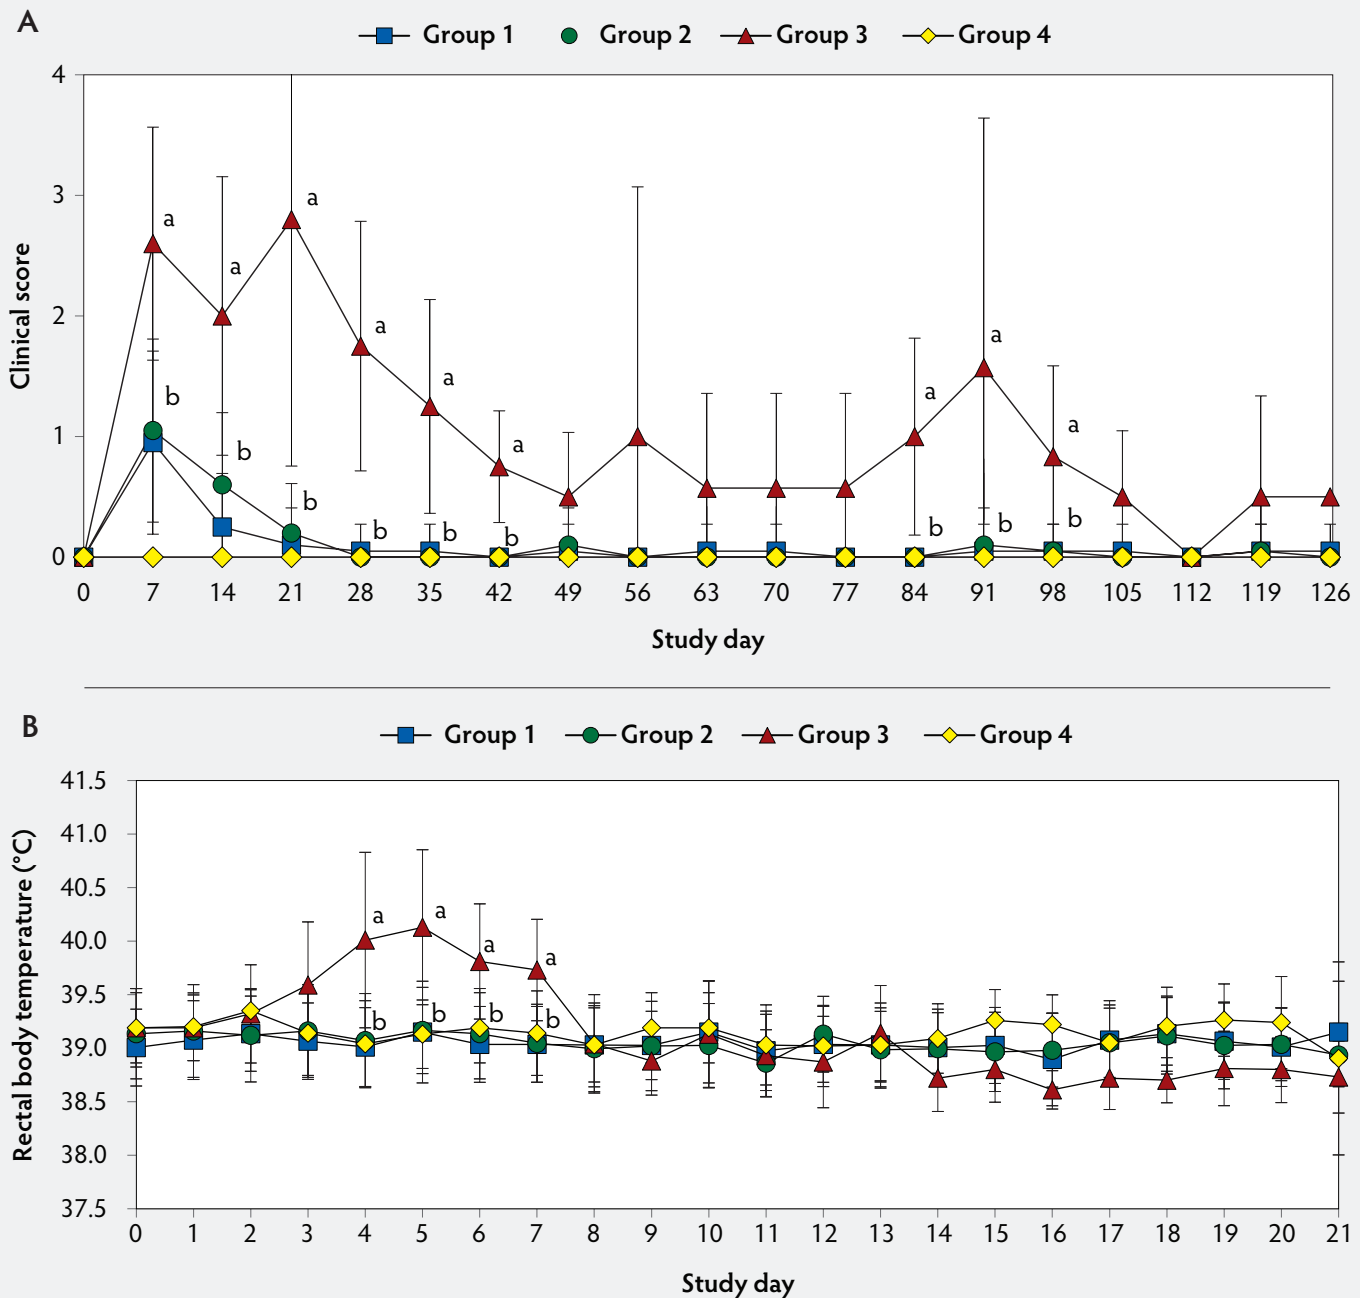 A
Group 1 Group 2 Group 3 Group 4
4
3
2
1
0
Clinical score
a a a a a a a a a
b b b b b b b b b
0 7 14 21 28 35 42 49 56 63 70 77 84 91 98 105 112 119 126
Study day
B
Group 1 Group 2 Group 3 Group 4
41.5
41.0
40.5
40.0
39.5
39.0
38.5
38.0
37.5
Rectal body temperature (°C)
a a a a
b b b b
0 1 2 3 4 5 6 7 8 9 10 11 12 13 14 15 16 17 18 19 20 21
Study day